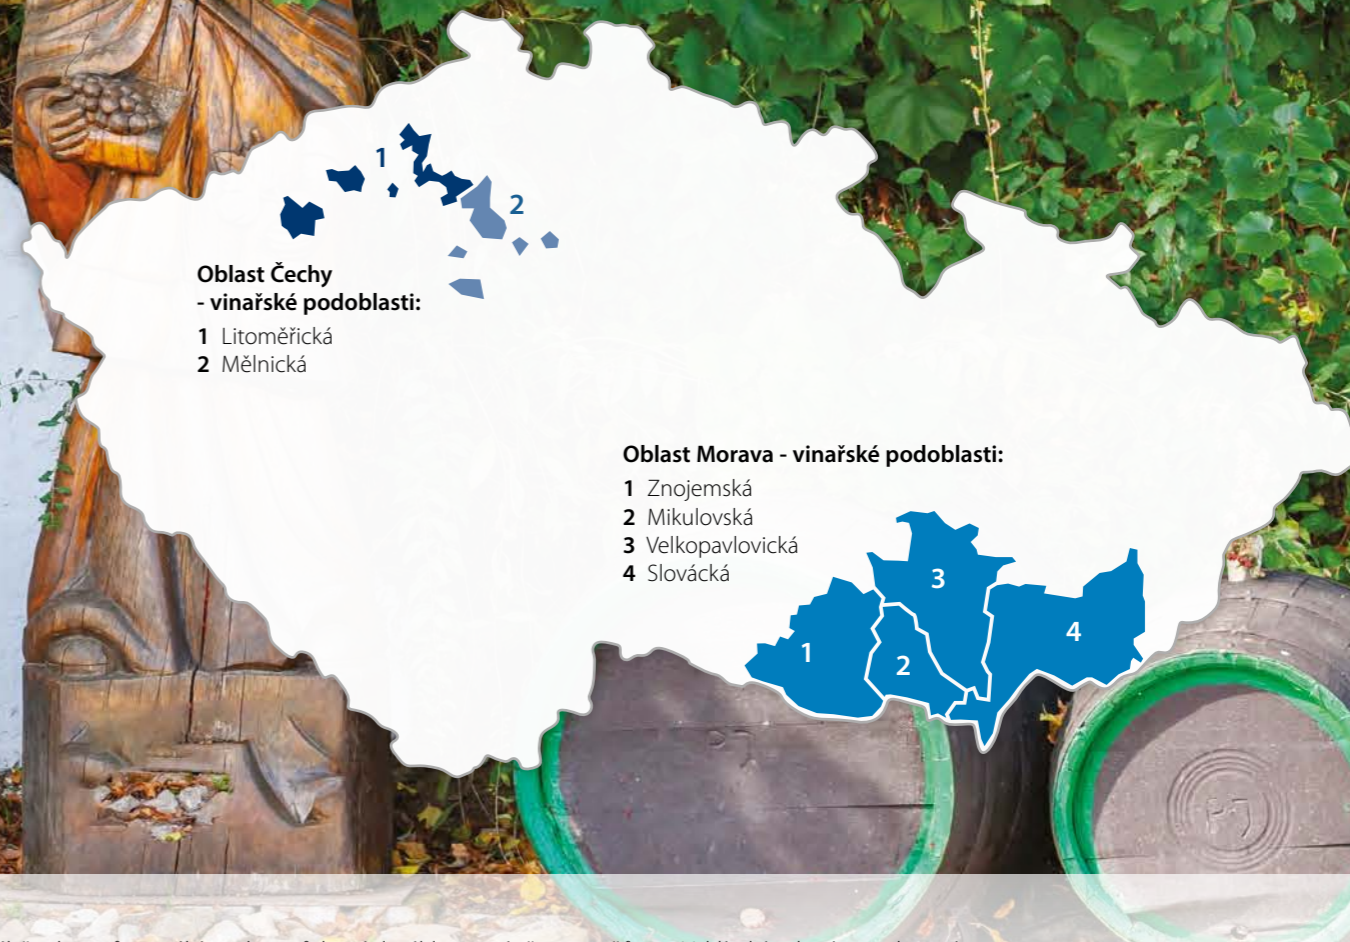 1
2
Oblast Čechy
- vinařské podoblasti:
1 Litoměřická
2 Mělnická
Oblast Morava - vinařské podoblasti:
1 Znojemská
2 Mikulovská
3 Velkopavlovická
4 Slovácká
3
4
1
2